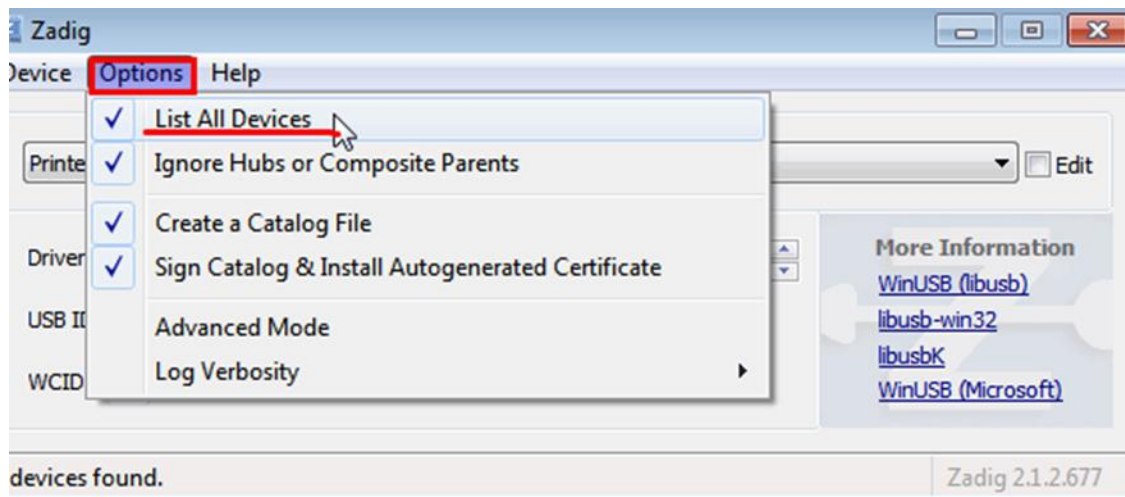 Zadig
Device Options Help
List All Devices
Ignore Hubs or Composite Parents
Create a Catalog File
Sign Catalog & Install Autogenerated Certificate
Advanced Mode
Log Verbosity
Printe
Edit
Driver
USB ID
WCID
More Information
WinUSB (libusb)
libusb-win32
libusbK
WinUSB (Microsoft)
devices found.
Zadig 2.1.2.677